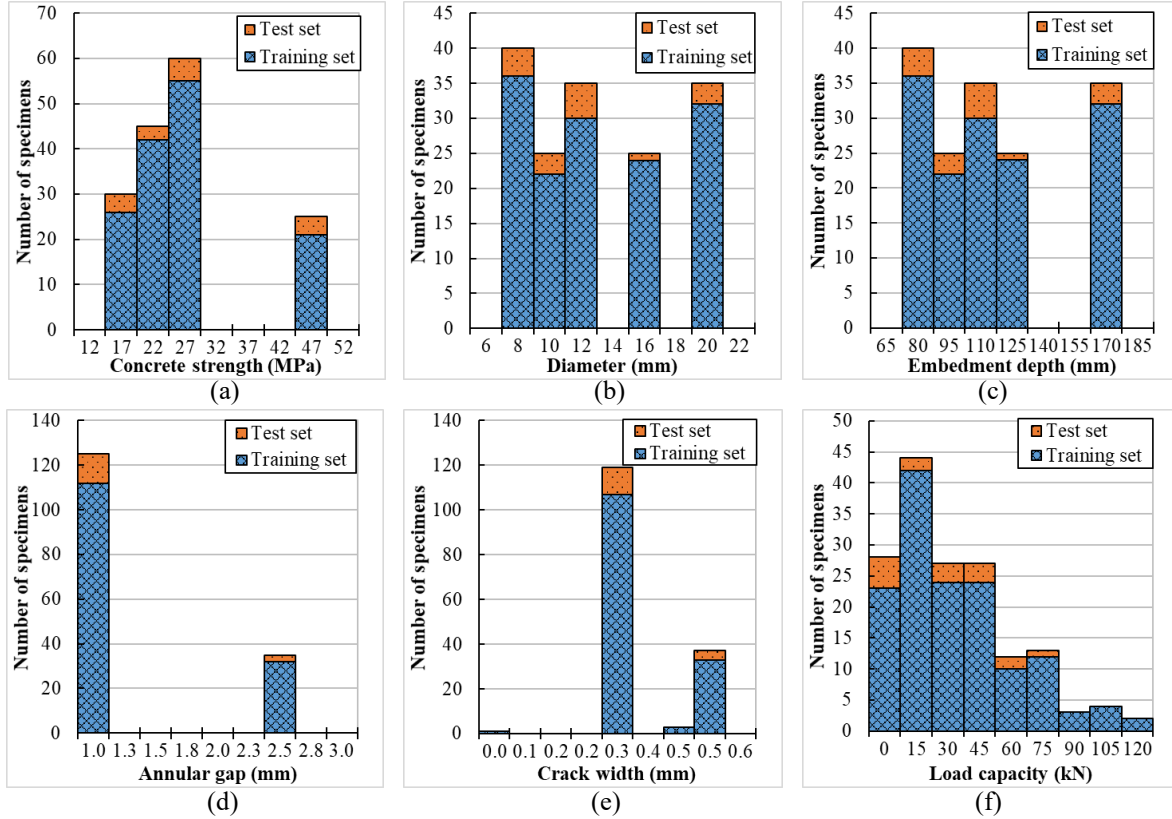 70
60
50
40
30
20
10
0
Number of specimens
Test set
Training set
12 17 22 27 32 37 42 47 52
Concrete strength (MPa)
(a)
45
40
35
30
25
20
15
10
5
0
Number of specimens
Test set
Training set
6 8 10 12 14 16 18 20 22
Diameter (mm)
(b)
45
40
35
30
25
20
15
10
5
0
Nnumber of specimens
Test set
Training set
65 80 95 110 125 140 155 170 185
Embedment depth (mm)
(c)
140
120
100
80
60
40
20
0
Number of specimens
Test set
Training set
1.0 1.3 1.5 1.8 2.0 2.3 2.5 2.8 3.0
Annular gap (mm)
(d)
140
120
100
80
60
40
20
0
Number of specimens
Test set
Training set
0.0 0.1 0.2 0.2 0.3 0.4 0.5 0.5 0.6
Crack width (mm)
(e)
50
45
40
35
30
25
20
15
10
5
0
Number of specimens
Test set
Training set
0 15 30 45 60 75 90 105 120
Load capacity (kN)
(f)